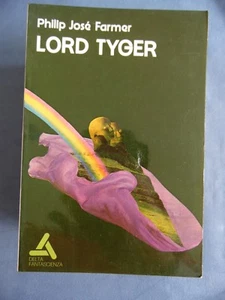 Philip José Farmer
LORD TYGER
DELTA
FANTASCIENZA